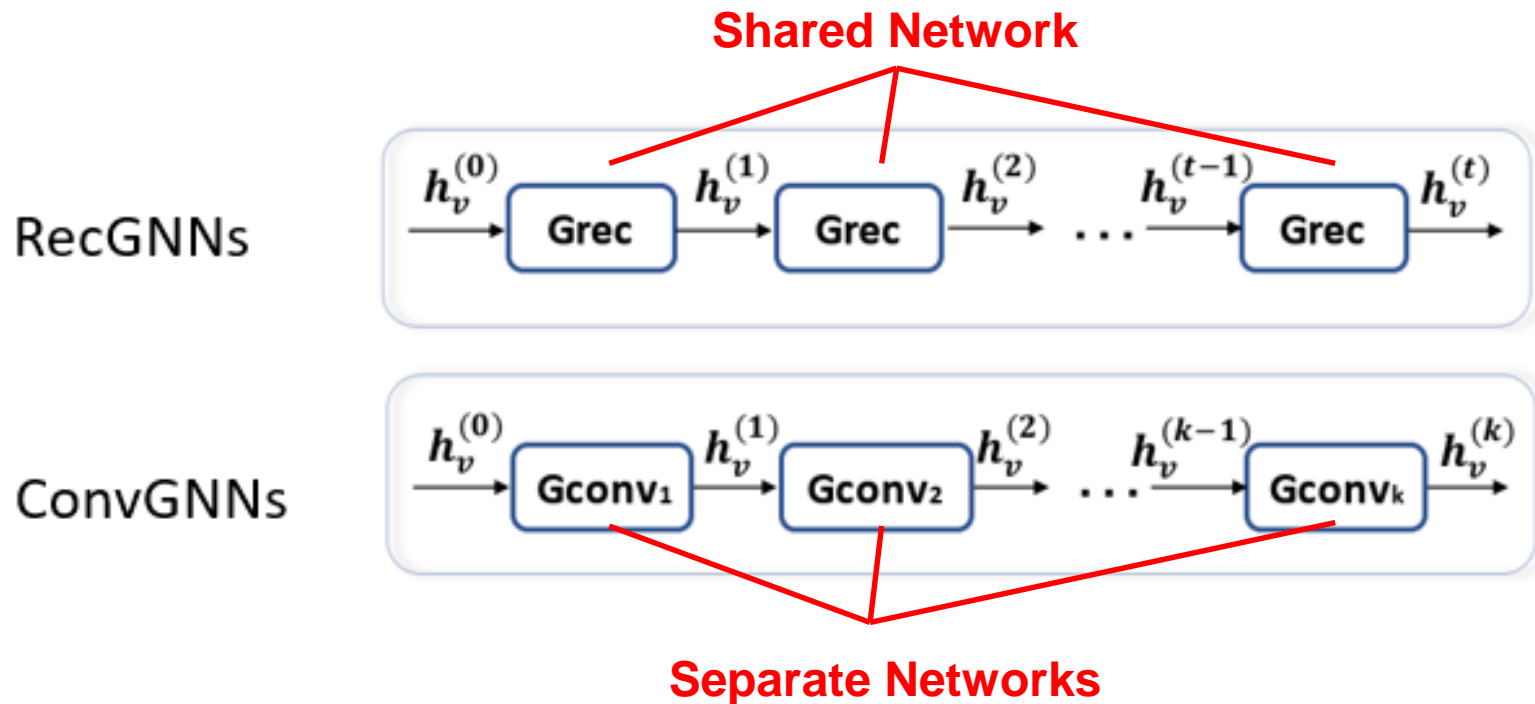 Shared Network
RecGNNs
h_v^(0) Grec h_v^(1) Grec h_v^(2) ... h_v^(t−1) Grec h_v^(t)
ConvGNNs
h_v^(0) Gconv₁ h_v^(1) Gconv₂ h_v^(2) ... h_v^(k−1) Gconvₖ h_v^(k)
Separate Networks